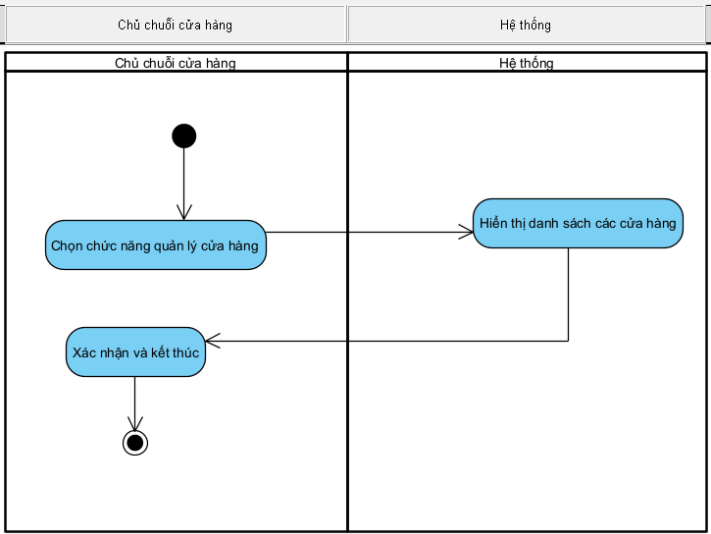 Chủ chuỗi cửa hàng
Hệ thống
Chủ chuỗi cửa hàng
Hệ thống
Hiển thị danh sách các cửa hàng
Chọn chức năng quản lý cửa hàng
Xác nhận và kết thúc